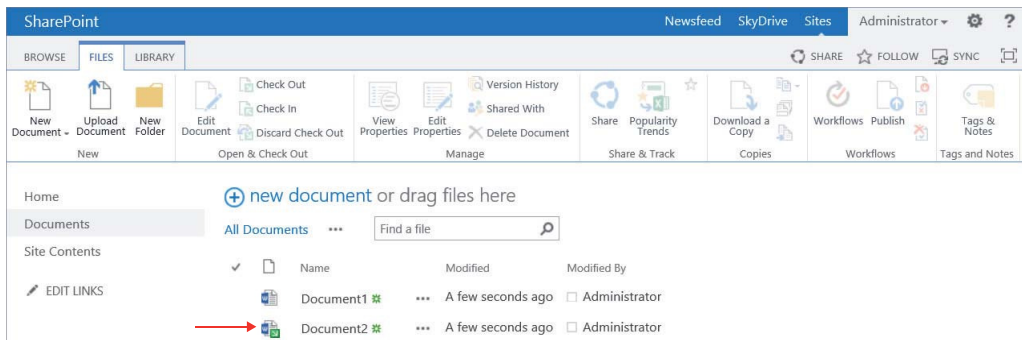 SharePoint
Newsfeed SkyDrive Sites Administrator ?
BROWSE FILES LIBRARY
SHARE FOLLOW SYNC
New Document
Upload Document
New Folder
New
Edit Document
Check Out
Check In
Discard Check Out
Open & Check Out
View Properties
Edit Properties
Version History
Shared With
Delete Document
Manage
Share
Popularity Trends
Share & Track
Download a Copy
Copies
Workflows
Publish
Workflows
Tags & Notes
Tags and Notes
Home
Documents
Site Contents
EDIT LINKS
new document or drag files here
All Documents ••• Find a file
Name Modified Modified By
Document1 ••• A few seconds ago Administrator
Document2 ••• A few seconds ago Administrator